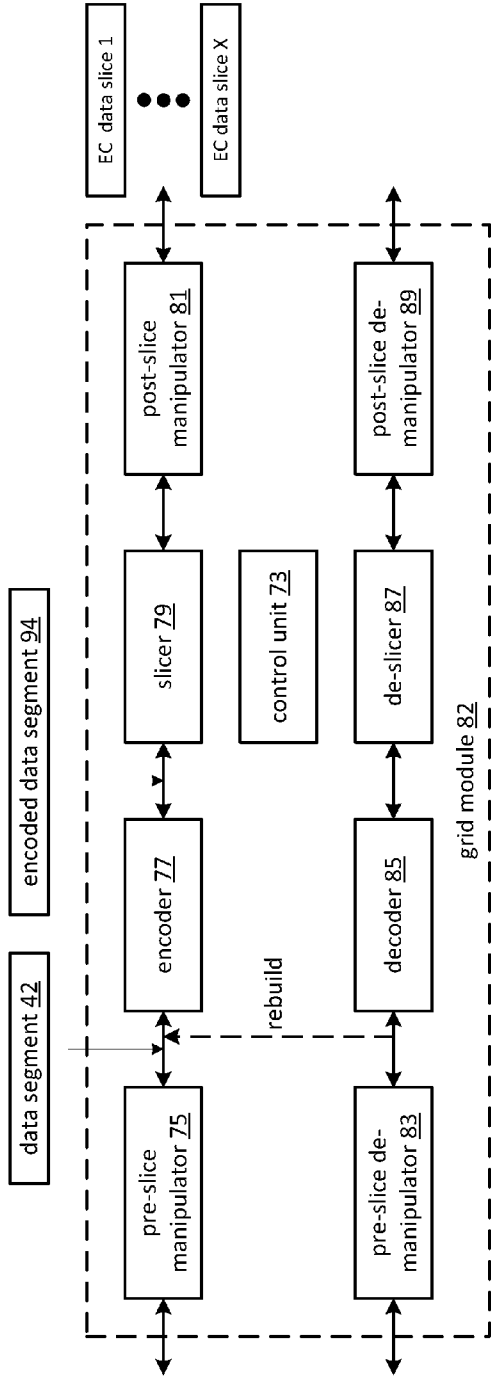 data segment 42
encoded data segment 94
EC data slice 1
EC data slice X
pre-slice
manipulator 75
encoder 77
slicer 79
post-slice
manipulator 81
rebuild
control unit 73
pre-slice de-
manipulator 83
decoder 85
de-slicer 87
post-slice de-
manipulator 89
grid module 82